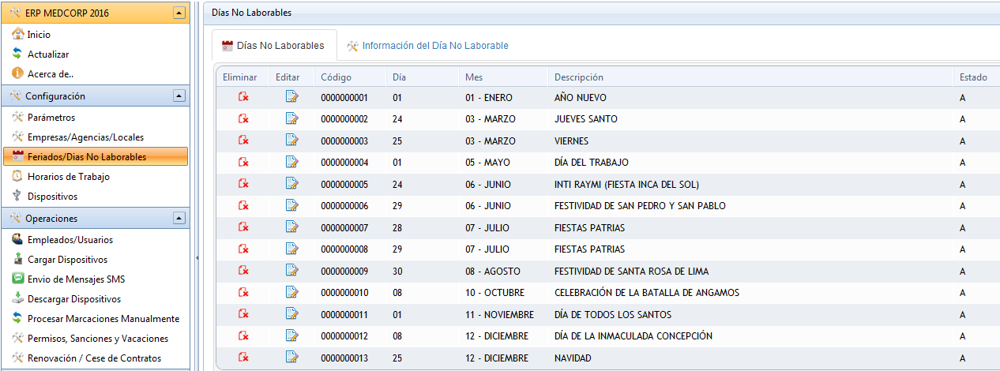 ERP MEDCORP 2016
Inicio
Actualizar
Acerca de..
Configuración
Parámetros
Empresas/Agencias/Locales
Feriados/Dias No Laborables
Horarios de Trabajo
Dispositivos
Operaciones
Empleados/Usuarios
Cargar Dispositivos
Envio de Mensajes SMS
Descargar Dispositivos
Procesar Marcaciones Manualmente
Permisos, Sanciones y Vacaciones
Renovación / Cese de Contratos
Días No Laborables
Días No Laborables Información del Día No Laborable
Eliminar Editar Código Día Mes Descripción Estado
0000000001 01 01 - ENERO AÑO NUEVO A
0000000002 24 03 - MARZO JUEVES SANTO A
0000000003 25 03 - MARZO VIERNES A
0000000004 01 05 - MAYO DÍA DEL TRABAJO A
0000000005 24 06 - JUNIO INTI RAYMI (FIESTA INCA DEL SOL) A
0000000006 29 06 - JUNIO FESTIVIDAD DE SAN PEDRO Y SAN PABLO A
0000000007 28 07 - JULIO FIESTAS PATRIAS A
0000000008 29 07 - JULIO FIESTAS PATRIAS A
0000000009 30 08 - AGOSTO FESTIVIDAD DE SANTA ROSA DE LIMA A
0000000010 08 10 - OCTUBRE CELEBRACIÓN DE LA BATALLA DE ANGAMOS A
0000000011 01 11 - NOVIEMBRE DÍA DE TODOS LOS SANTOS A
0000000012 08 12 - DICIEMBRE DÍA DE LA INMACULADA CONCEPCIÓN A
0000000013 25 12 - DICIEMBRE NAVIDAD A